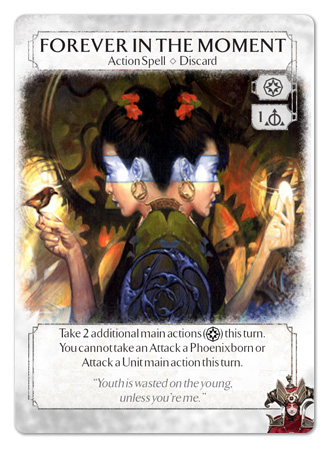 FOREVER IN THE MOMENT
Action Spell ⬦ Discard
1
Take 2 additional main actions () this turn.
You cannot take an Attack a Phoenixborn or
Attack a Unit main action this turn.
“Youth is wasted on the young,
unless you’re me.”